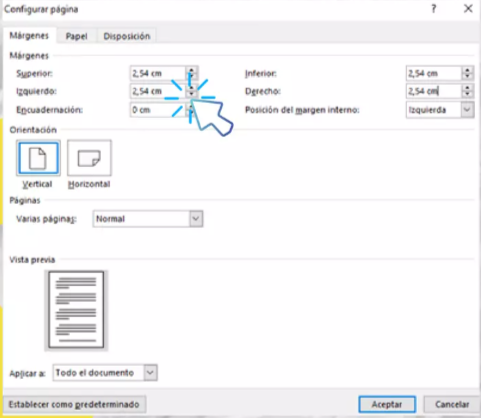 Configurar página ? X
Márgenes Papel Disposición
Márgenes
Superior: 2,54 cm Inferior: 2,54 cm
Izquierdo: 2,54 cm Derecho: 2,54 cm
Encuadernación: 0 cm Posición del margen interno: Izquierda
Orientación
Vertical Horizontal
Páginas
Varias páginas: Normal
Vista previa
Aplicar a: Todo el documento
Establecer como predeterminado Aceptar Cancelar